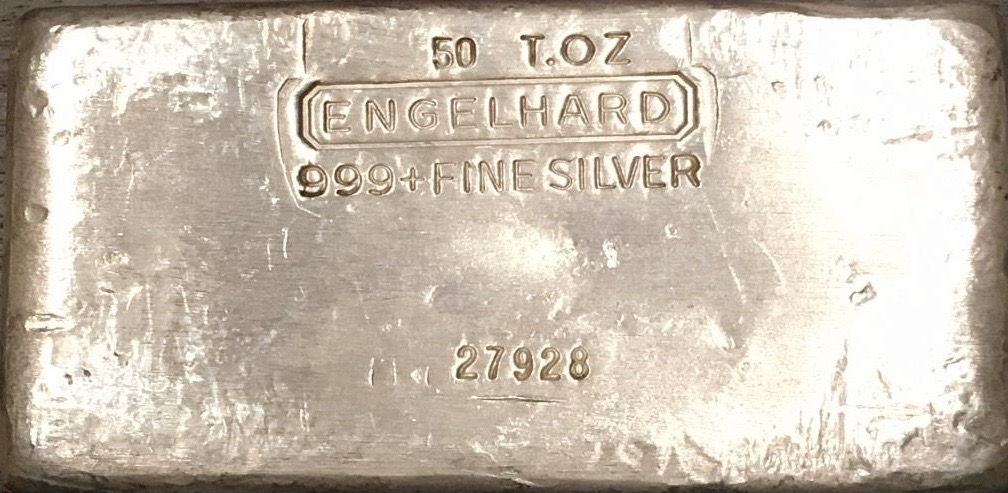 50 T.OZ
ENGELHARD
999+FINE SILVER
27928